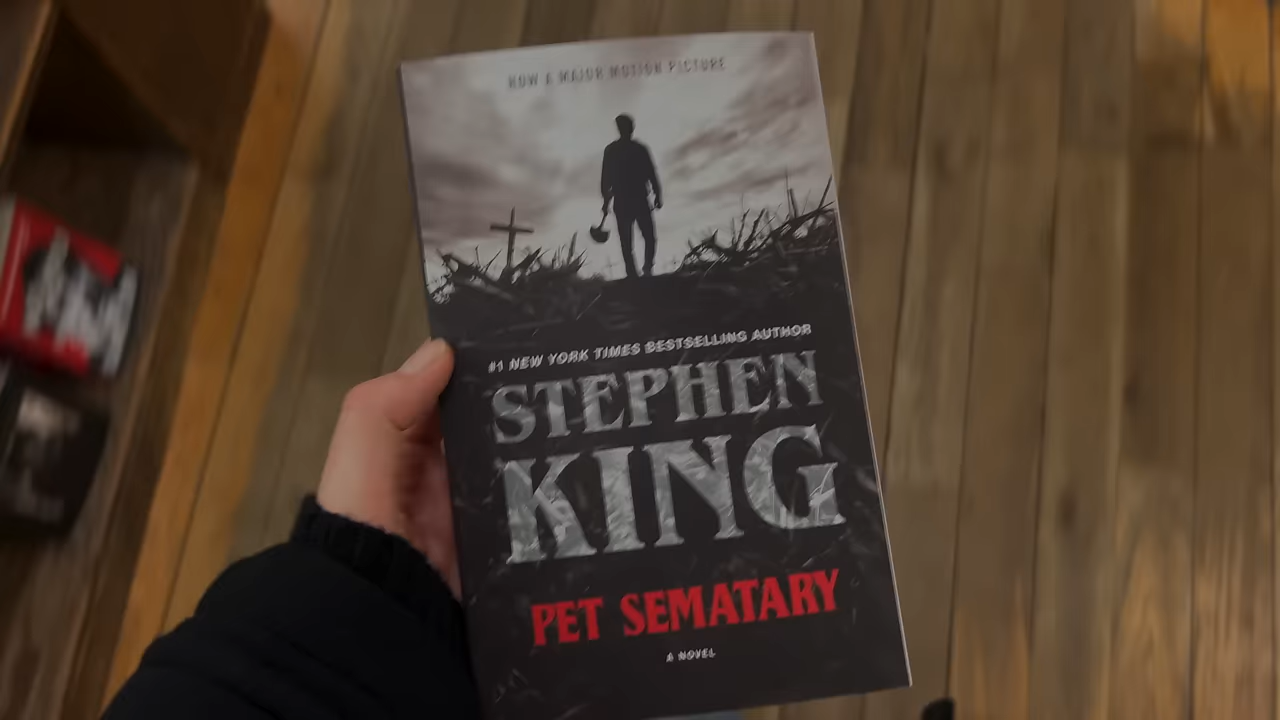 NOW A MAJOR MOTION PICTURE
#1 NEW YORK TIMES BESTSELLING AUTHOR
STEPHEN
KING
PET SEMATARY
A NOVEL